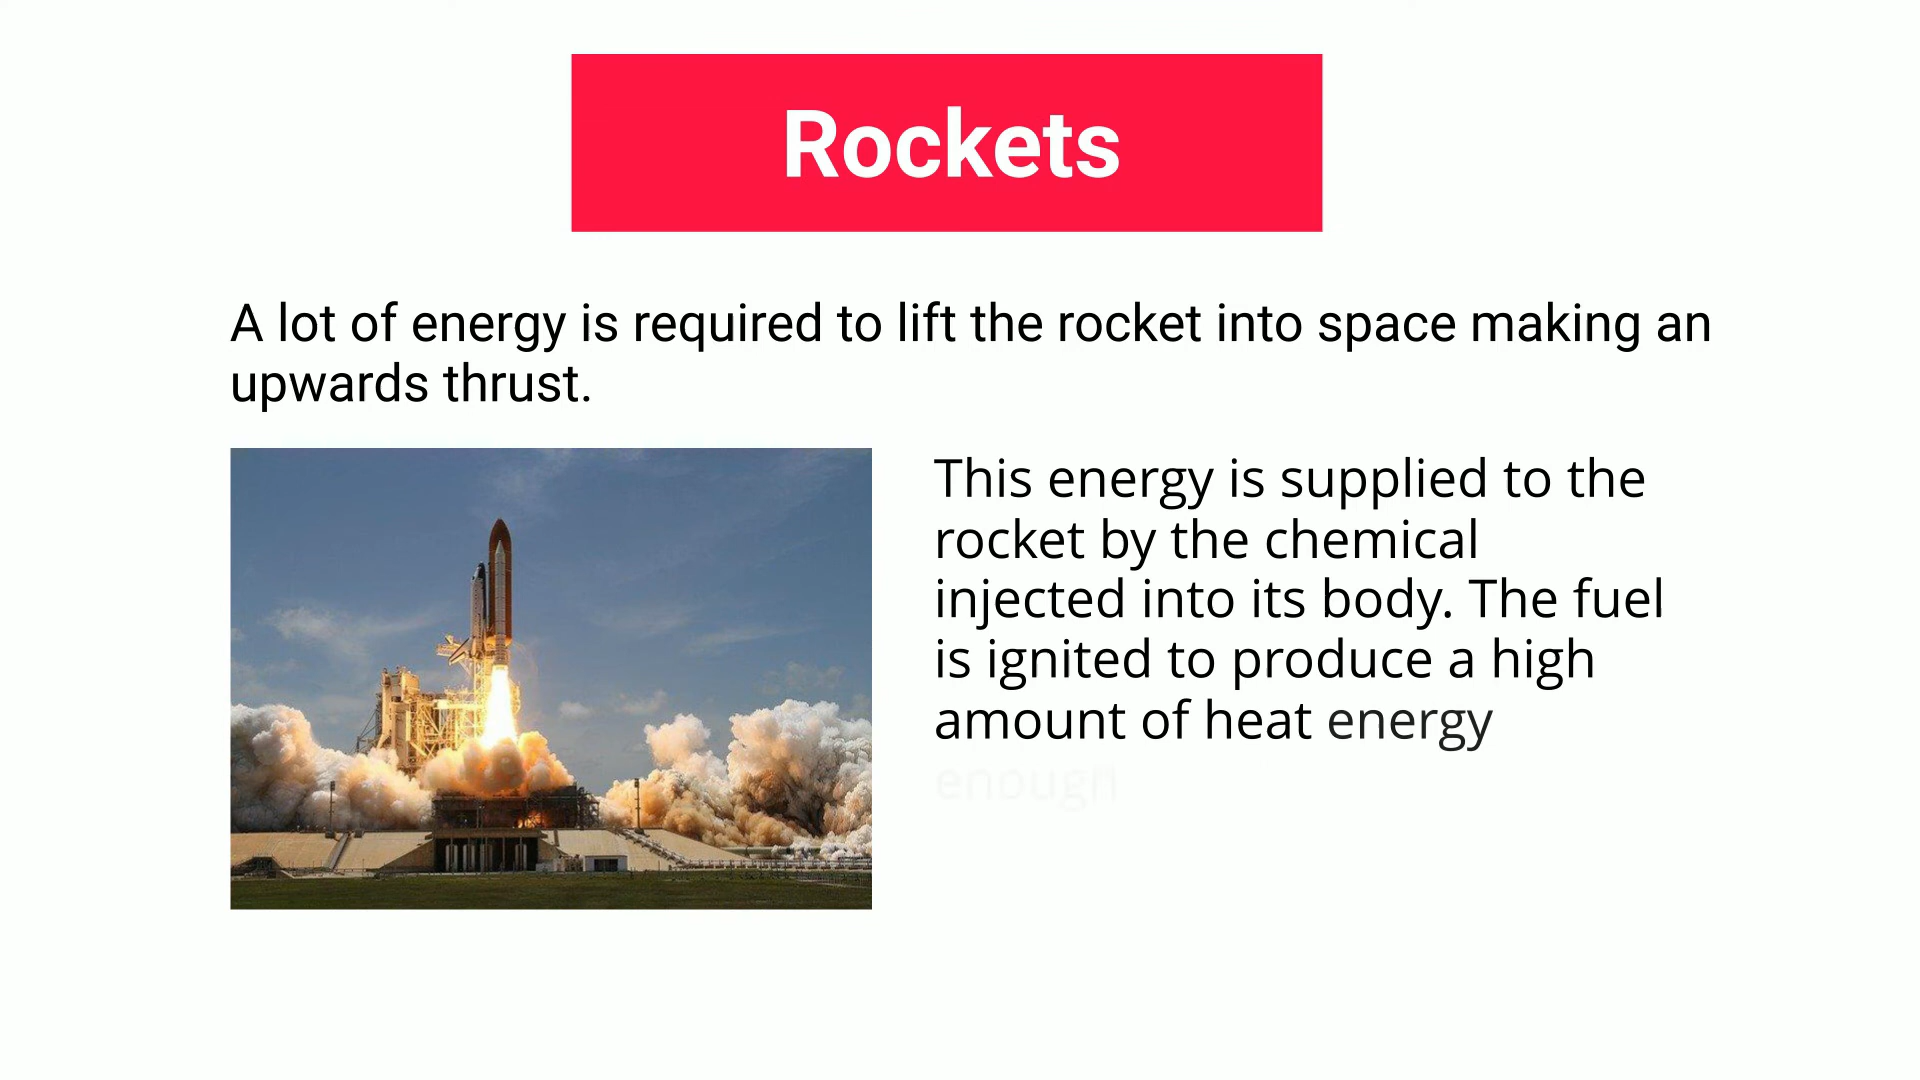 Rockets
A lot of energy is required to lift the rocket into space making an
upwards thrust.
This energy is supplied to the
rocket by the chemical
injected into its body. The fuel
is ignited to produce a high
amount of heat energy
enough